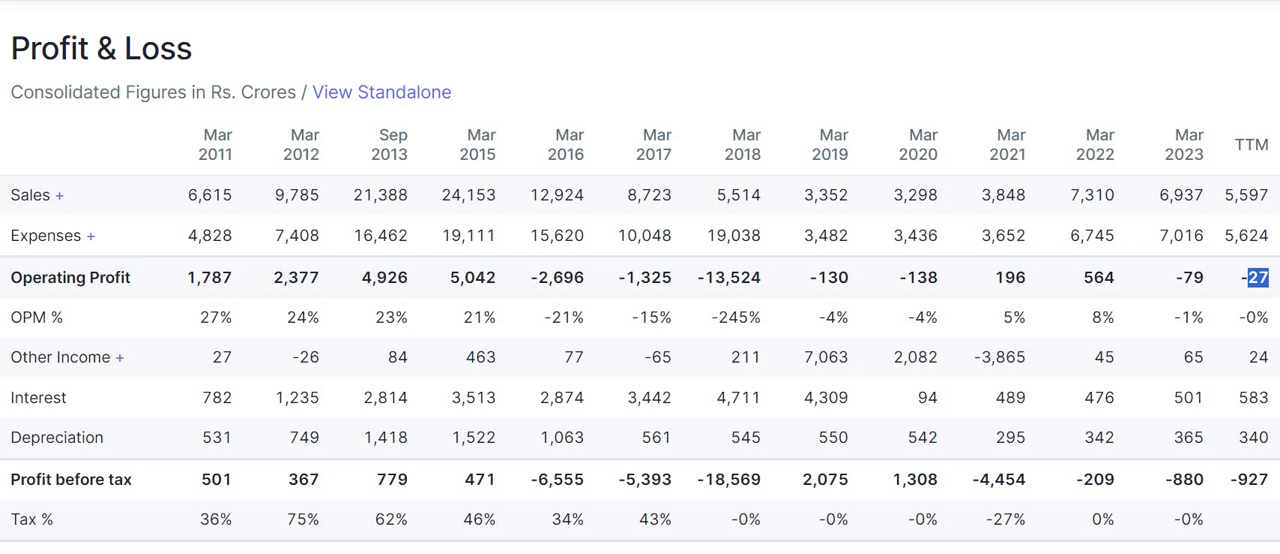 Profit & Loss
Consolidated Figures in Rs. Crores / View Standalone
Mar 2011 Mar 2012 Sep 2013 Mar 2015 Mar 2016 Mar 2017 Mar 2018 Mar 2019 Mar 2020 Mar 2021 Mar 2022 Mar 2023 TTM
Sales + 6,615 9,785 21,388 24,153 12,924 8,723 5,514 3,352 3,298 3,848 7,310 6,937 5,597
Expenses + 4,828 7,408 16,462 19,111 15,620 10,048 19,038 3,482 3,436 3,652 6,745 7,016 5,624
Operating Profit 1,787 2,377 4,926 5,042 -2,696 -1,325 -13,524 -130 -138 196 564 -79 -27
OPM % 27% 24% 23% 21% -21% -15% -245% -4% -4% 5% 8% -1% -0%
Other Income + 27 -26 84 463 77 -65 211 7,063 2,082 -3,865 45 65 24
Interest 782 1,235 2,814 3,513 2,874 3,442 4,711 4,309 94 489 476 501 583
Depreciation 531 749 1,418 1,522 1,063 561 545 550 542 295 342 365 340
Profit before tax 501 367 779 471 -6,555 -5,393 -18,569 2,075 1,308 -4,454 -209 -880 -927
Tax % 36% 75% 62% 46% 34% 43% -0% -0% -0% -27% 0% -0%